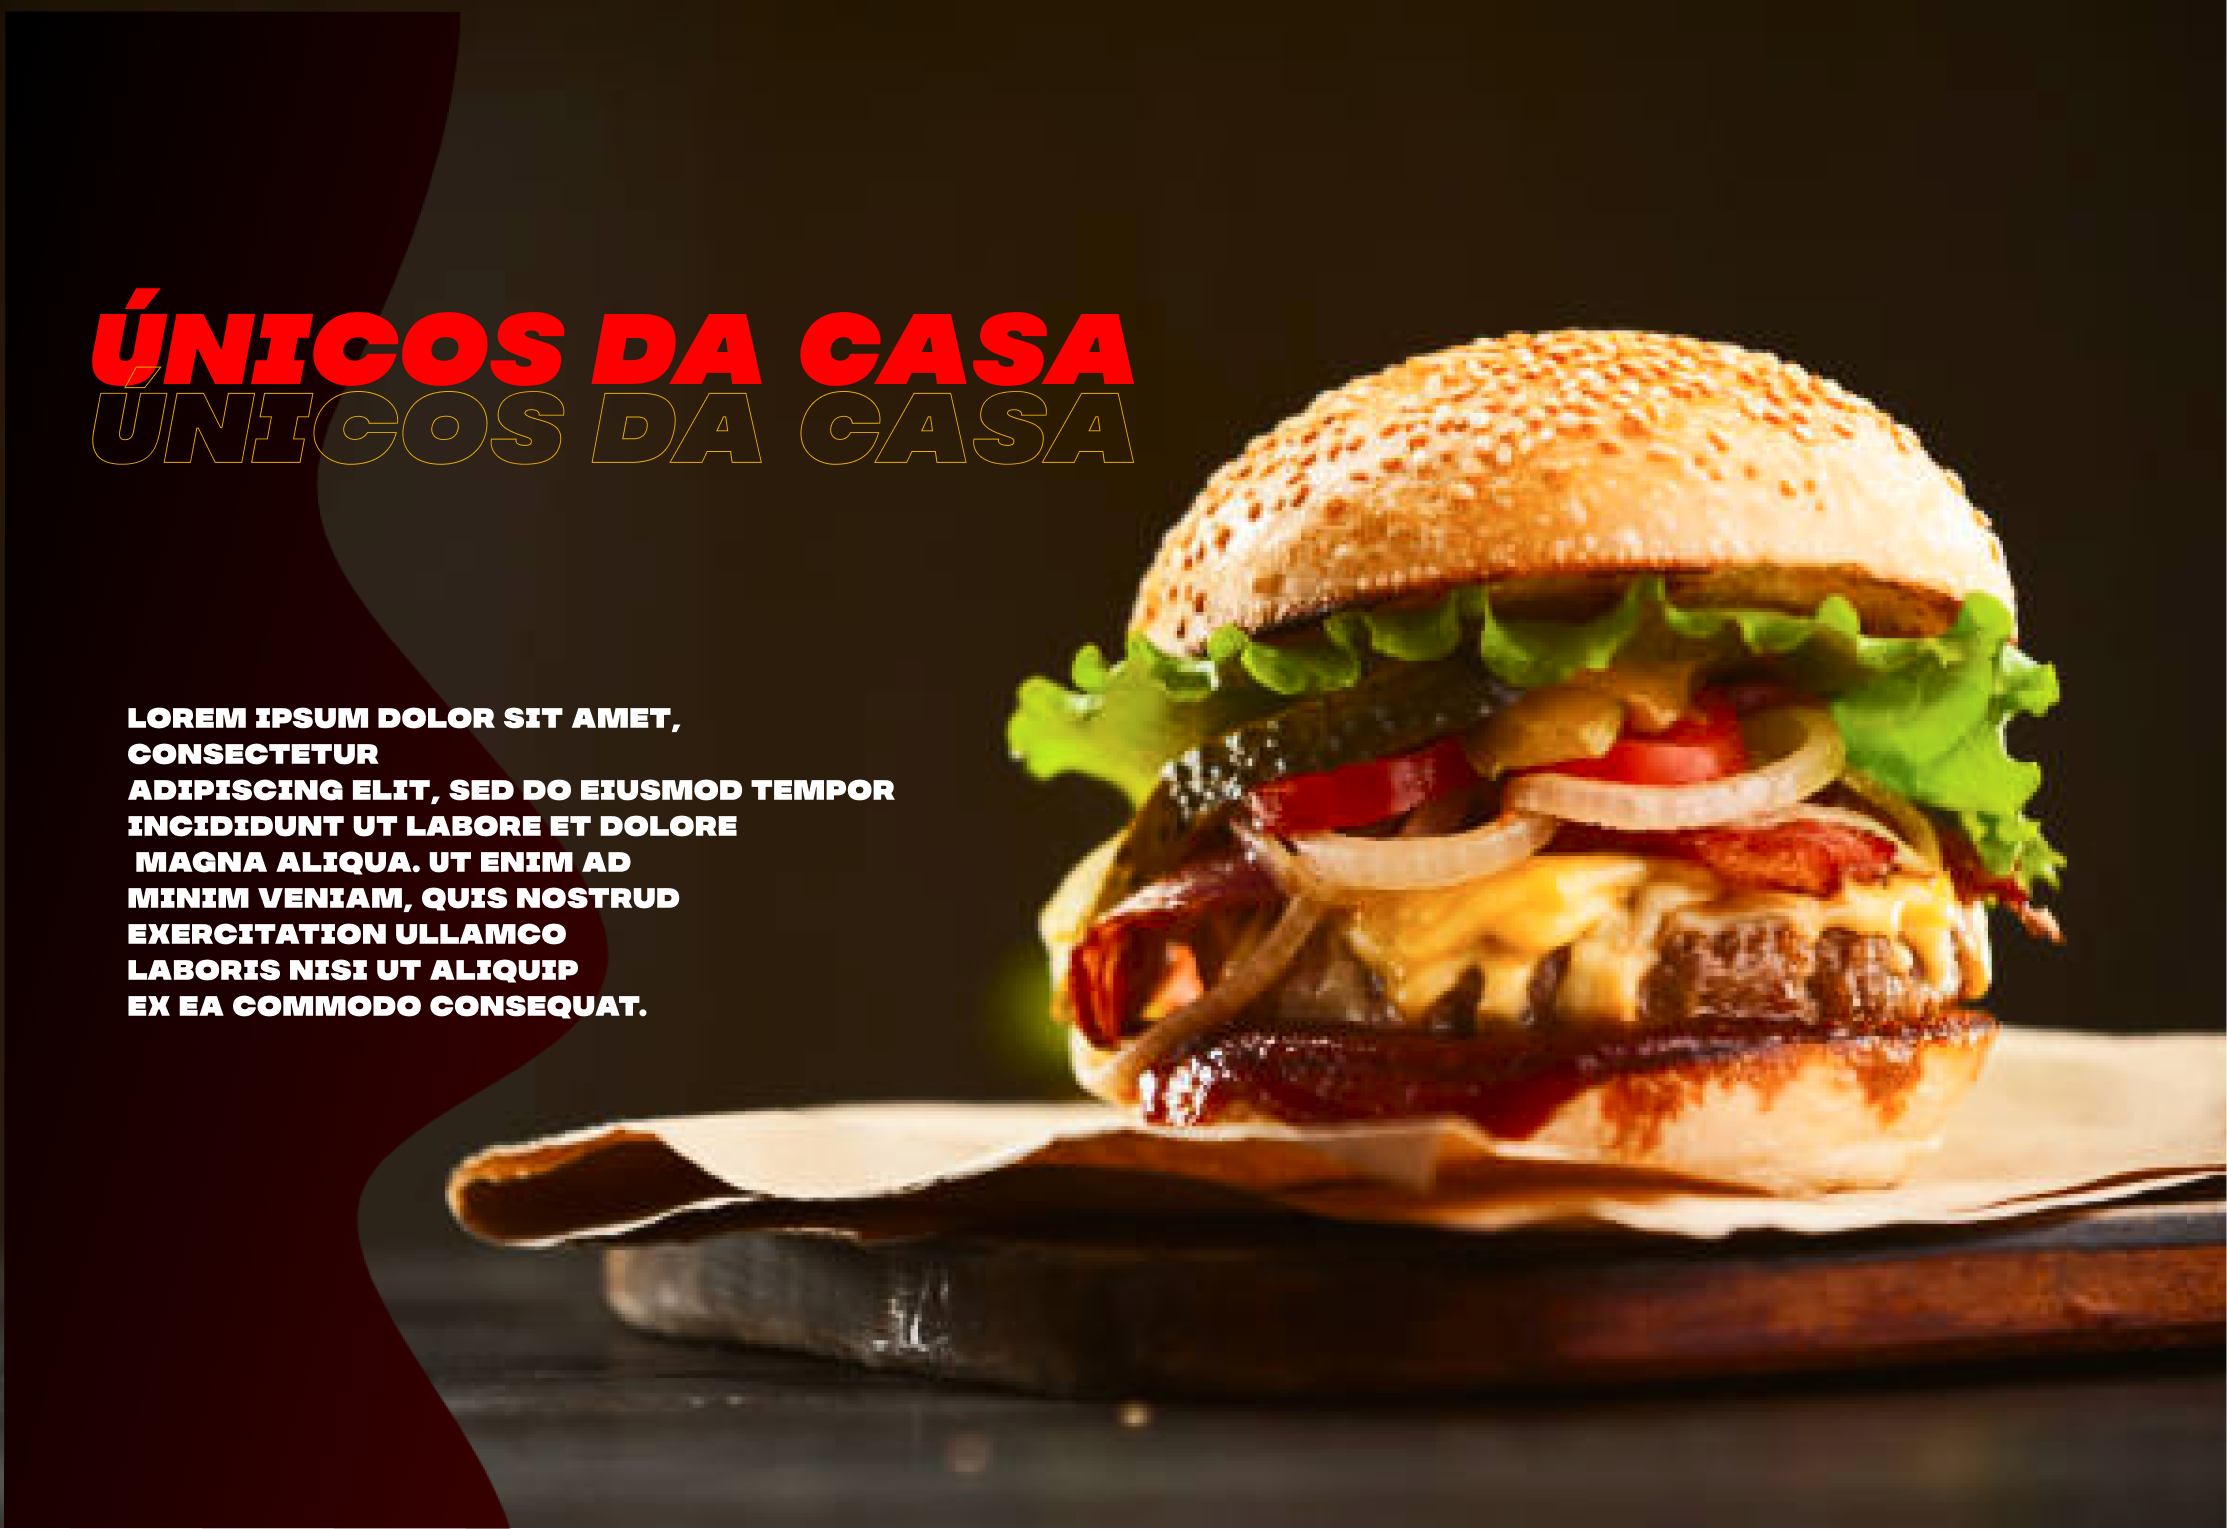 ÚNICOS DA CASA
ÚNICOS DA CASA
LOREM IPSUM DOLOR SIT AMET,
CONSECTETUR
ADIPISCING ELIT, SED DO EIUSMOD TEMPOR
INCIDIDUNT UT LABORE ET DOLORE
MAGNA ALIQUA. UT ENIM AD
MINIM VENIAM, QUIS NOSTRUD
EXERCITATION ULLAMCO
LABORIS NISI UT ALIQUIP
EX EA COMMODO CONSEQUAT.